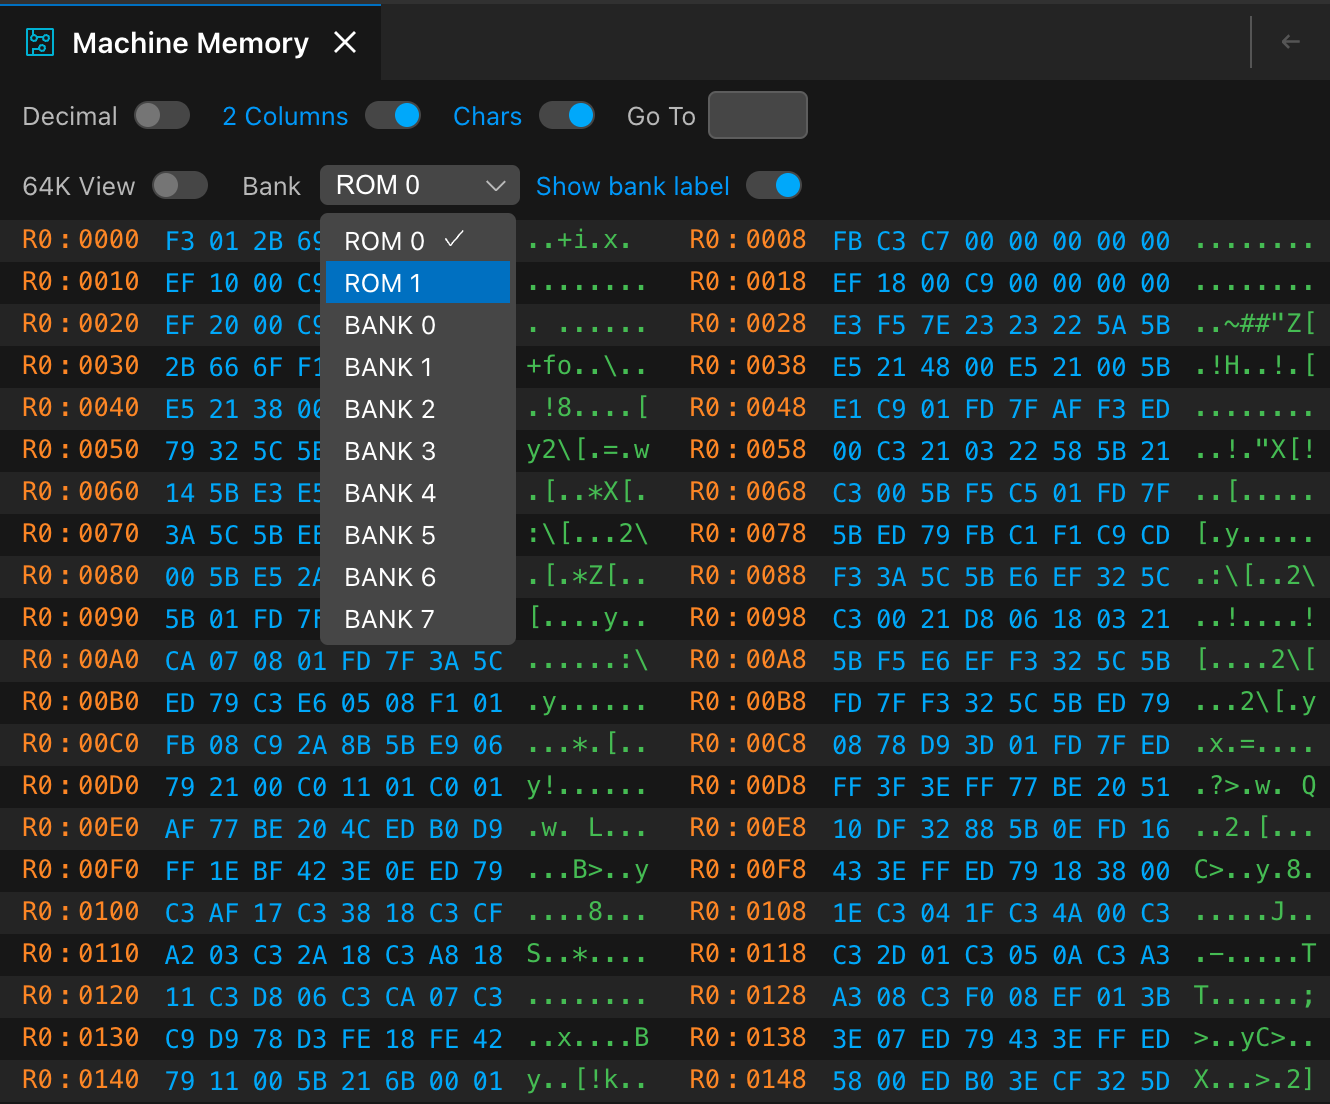 Machine Memory
Decimal 2 Columns Chars Go To
64K View Bank ROM 0 Show bank label
ROM 0 ✓
ROM 1
BANK 0
BANK 1
BANK 2
BANK 3
BANK 4
BANK 5
BANK 6
BANK 7
R0:0000 F3 01 2B ..+i.x. R0:0008 FB C3 C7 00 00 00 00 00 ........
R0:0010 EF 10 00 ........ R0:0018 EF 18 00 C9 00 00 00 00 ........
R0:0020 EF 20 00 . ...... R0:0028 E3 F5 7E 23 23 22 5A 5B ..~##"Z[
R0:0030 2B 66 6F +fo..\.. R0:0038 E5 21 48 00 E5 21 00 5B .!H..!.[
R0:0040 E5 21 38 .!8....[ R0:0048 E1 C9 01 FD 7F AF F3 ED ........
R0:0050 79 32 5C y2\[.=.w R0:0058 00 C3 21 03 22 58 5B 21 ..!."X[!
R0:0060 14 5B E3 .[..*X[. R0:0068 C3 00 5B F5 C5 01 FD 7F ..[.....
R0:0070 3A 5C 5B :\[...2\ R0:0078 5B ED 79 FB C1 F1 C9 CD [.y.....
R0:0080 00 5B E5 .[.*Z[.. R0:0088 F3 3A 5C 5B E6 EF 32 5C .:\[..2\
R0:0090 5B 01 FD [....y.. R0:0098 C3 00 21 D8 06 18 03 21 ..!....!
R0:00A0 CA 07 08 01 FD 7F 3A 5C ......:\ R0:00A8 5B F5 E6 EF F3 32 5C 5B [....2\[
R0:00B0 ED 79 C3 E6 05 08 F1 01 .y...... R0:00B8 FD 7F F3 32 5C 5B ED 79 ...2\[.y
R0:00C0 FB 08 C9 2A 8B 5B E9 06 ...*.[.. R0:00C8 08 78 D9 3D 01 FD 7F ED .x.=....
R0:00D0 79 21 00 C0 11 01 C0 01 y!...... R0:00D8 FF 3F 3E FF 77 BE 20 51 .?>.w. Q
R0:00E0 AF 77 BE 20 4C ED B0 D9 .w. L... R0:00E8 10 DF 32 88 5B 0E FD 16 ..2.[...
R0:00F0 FF 1E BF 42 3E 0E ED 79 ...B>..y R0:00F8 43 3E FF ED 79 18 38 00 C>..y.8.
R0:0100 C3 AF 17 C3 38 18 C3 CF ....8... R0:0108 1E C3 04 1F C3 4A 00 C3 .....J..
R0:0110 A2 03 C3 2A 18 C3 A8 18 S..*.... R0:0118 C3 2D 01 C3 05 0A C3 A3 .-.....T
R0:0120 11 C3 D8 06 C3 CA 07 C3 ........ R0:0128 A3 08 C3 F0 08 EF 01 3B T......;
R0:0130 C9 D9 78 D3 FE 18 FE 42 ..x....B R0:0138 3E 07 ED 79 43 3E FF ED >..yC>..
R0:0140 79 11 00 5B 21 6B 00 01 y..[!k.. R0:0148 58 00 ED B0 3E CF 32 5D X...>.2]